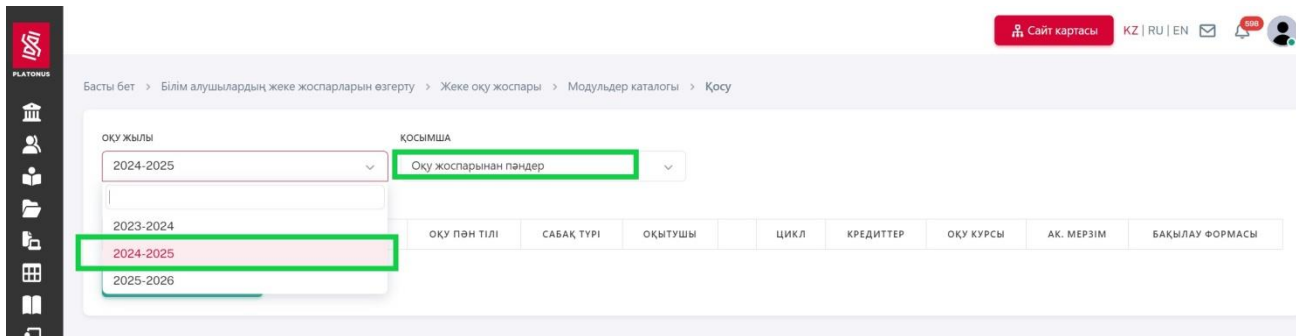 Сайт картасы KZ | RU | EN 598
PLATONUS
Басты бет > Білім алушылардың жеке жоспарларын өзгерту > Жеке оқу жоспары > Модульдер каталогы > Қосу
ОҚУ ЖЫЛЫ ҚОСЫМША
2024-2025 Оқу жоспарынан пәндер
2023-2024
ОҚУ ПӘН ТІЛІ САБАҚ ТҮРІ ОҚЫТУШЫ ЦИКЛ КРЕДИТТЕР ОҚУ КУРСЫ АК. МЕРЗІМ БАҚЫЛАУ ФОРМАСЫ
2024-2025
2025-2026